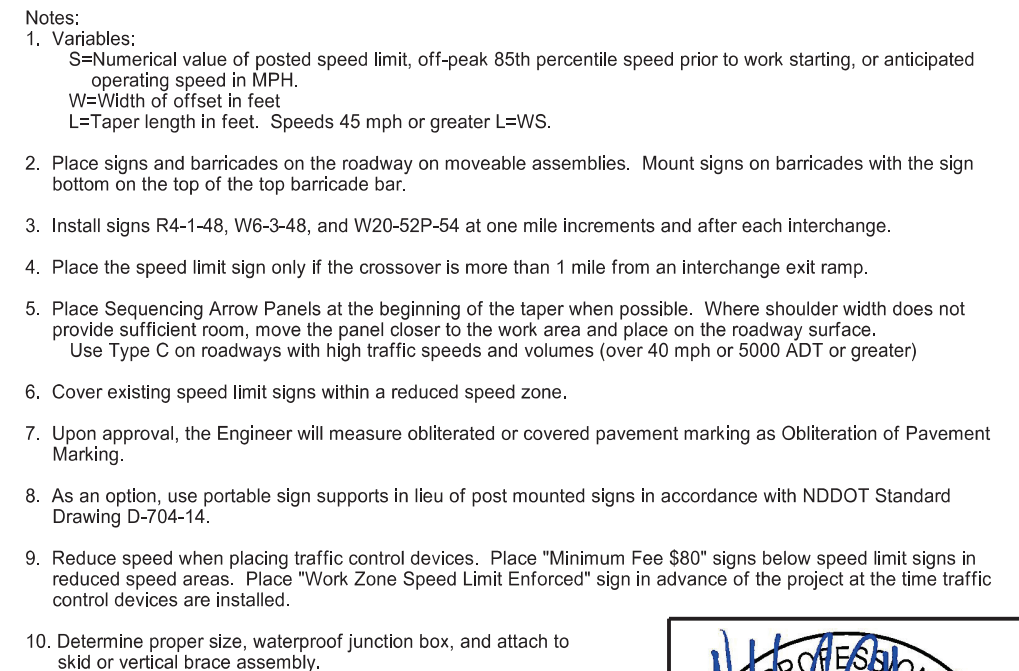 Notes:
1. Variables:
S=Numerical value of posted speed limit, off-peak 85th percentile speed prior to work starting, or anticipated
operating speed in MPH.
W=Width of offset in feet
L=Taper length in feet. Speeds 45 mph or greater L=WS.
2. Place signs and barricades on the roadway on moveable assemblies. Mount signs on barricades with the sign
bottom on the top of the top barricade bar.
3. Install signs R4-1-48, W6-3-48, and W20-52P-54 at one mile increments and after each interchange.
4. Place the speed limit sign only if the crossover is more than 1 mile from an interchange exit ramp.
5. Place Sequencing Arrow Panels at the beginning of the taper when possible. Where shoulder width does not
provide sufficient room, move the panel closer to the work area and place on the roadway surface.
Use Type C on roadways with high traffic speeds and volumes (over 40 mph or 5000 ADT or greater)
6. Cover existing speed limit signs within a reduced speed zone.
7. Upon approval, the Engineer will measure obliterated or covered pavement marking as Obliteration of Pavement
Marking.
8. As an option, use portable sign supports in lieu of post mounted signs in accordance with NDDOT Standard
Drawing D-704-14.
9. Reduce speed when placing traffic control devices. Place "Minimum Fee $80" signs below speed limit signs in
reduced speed areas. Place "Work Zone Speed Limit Enforced" sign in advance of the project at the time traffic
control devices are installed.
10. Determine proper size, waterproof junction box, and attach to
skid or vertical brace assembly.